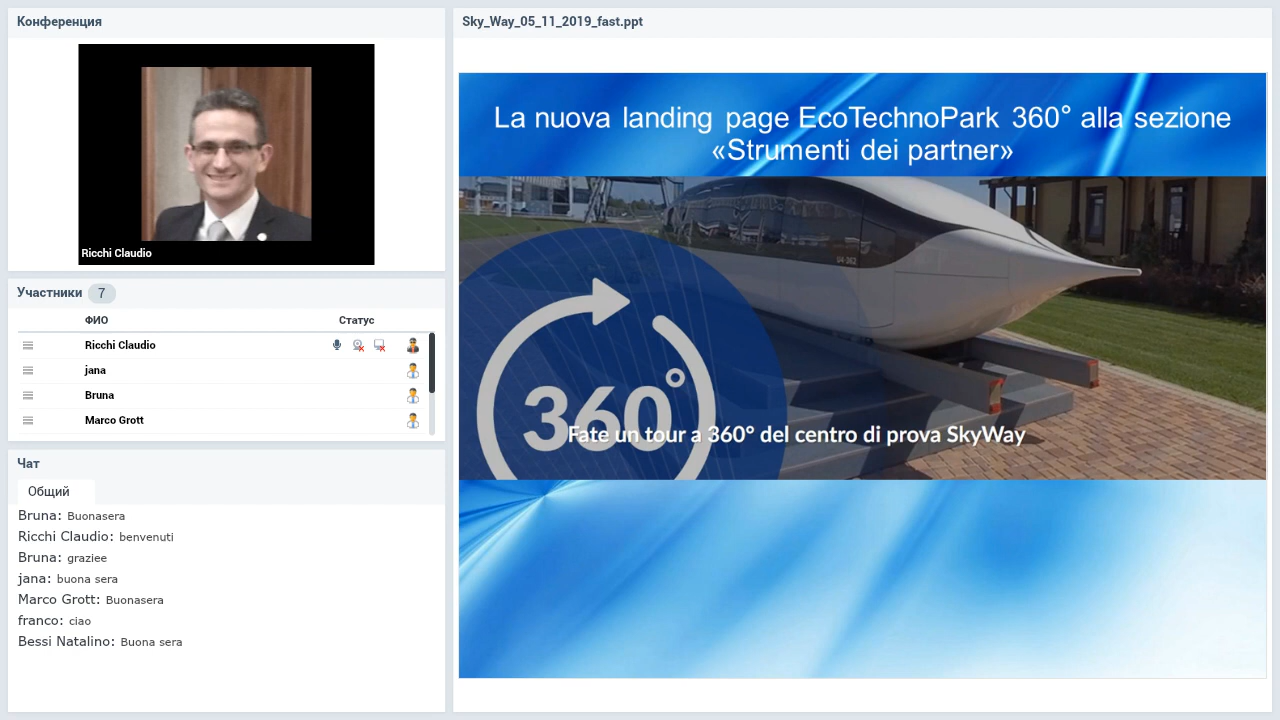 Конференция
Ricchi Claudio
Участники 7
ФИО Статус
Ricchi Claudio
jana
Bruna
Marco Grott
Чат
Общий
Bruna: Buonasera
Ricchi Claudio: benvenuti
Bruna: graziee
jana: buona sera
Marco Grott: Buonasera
franco: ciao
Bessi Natalino: Buona sera
Sky_Way_05_11_2019_fast.ppt
La nuova landing page EcoTechnoPark 360° alla sezione
«Strumenti dei partner»
360°
Fate un tour a 360° del centro di prova SkyWay